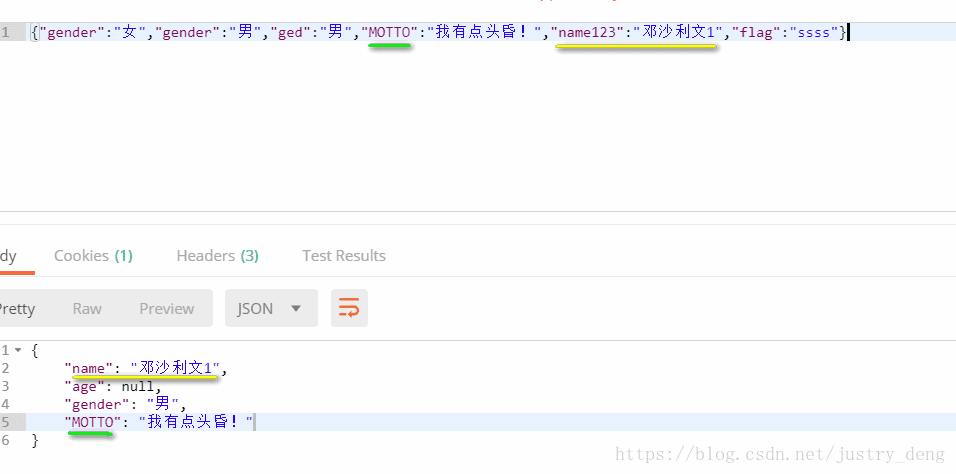 1 {"gender":"女","gender":"男","ged":"男","MOTTO":"我有点头昏！","name123":"邓沙利文1","flag":"ssss"}
dy Cookies (1) Headers (3) Test Results
Pretty Raw Preview JSON
1 {
2 "name": "邓沙利文1",
3 "age": null,
4 "gender": "男",
5 "MOTTO": "我有点头昏！"
6 }
https://blog.csdn.net/justry_deng